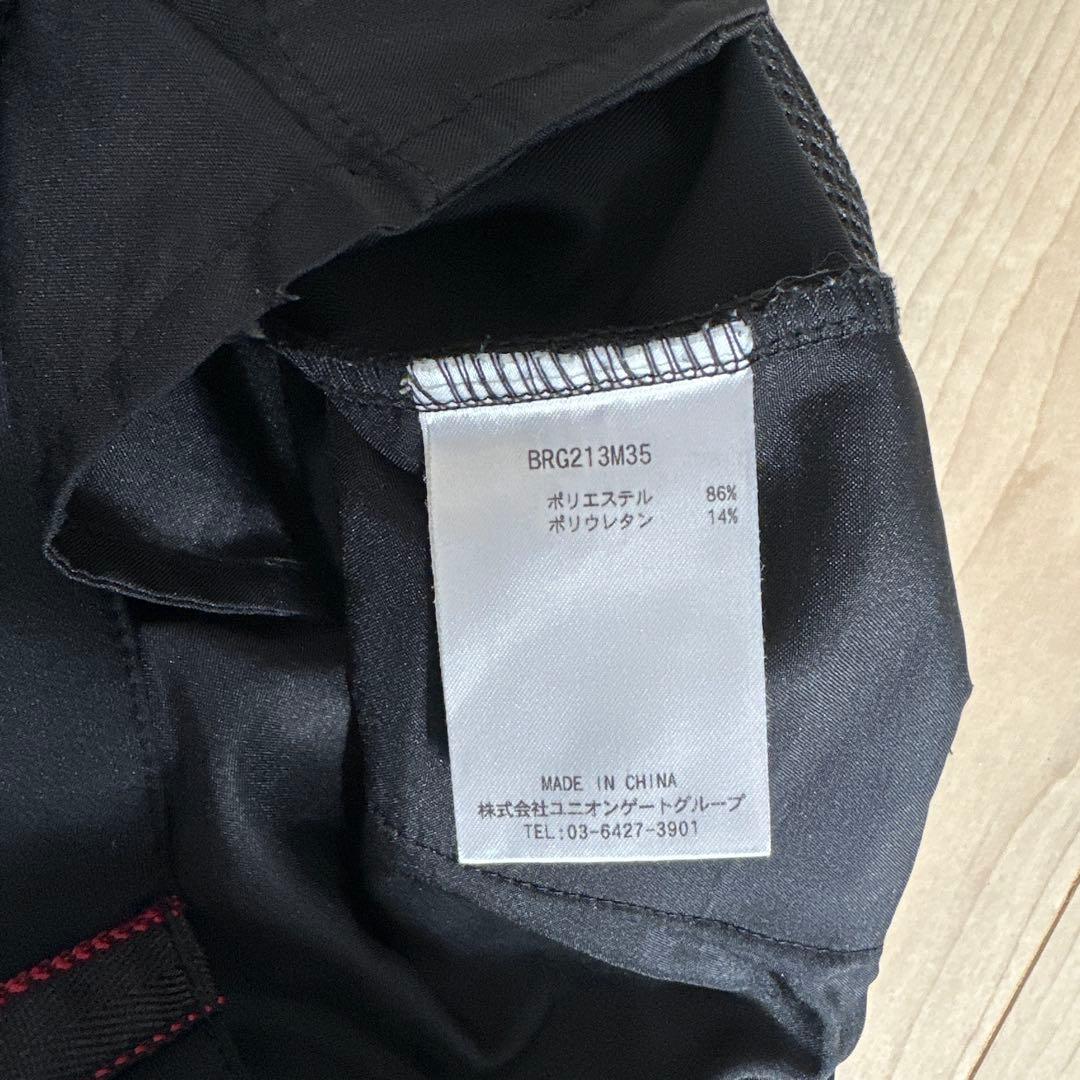 BRG213M35
ポリエステル 86%
ポリウレタン 14%
MADE IN CHINA
株式会社ユニオンゲートグループ
TEL:03-6427-3901